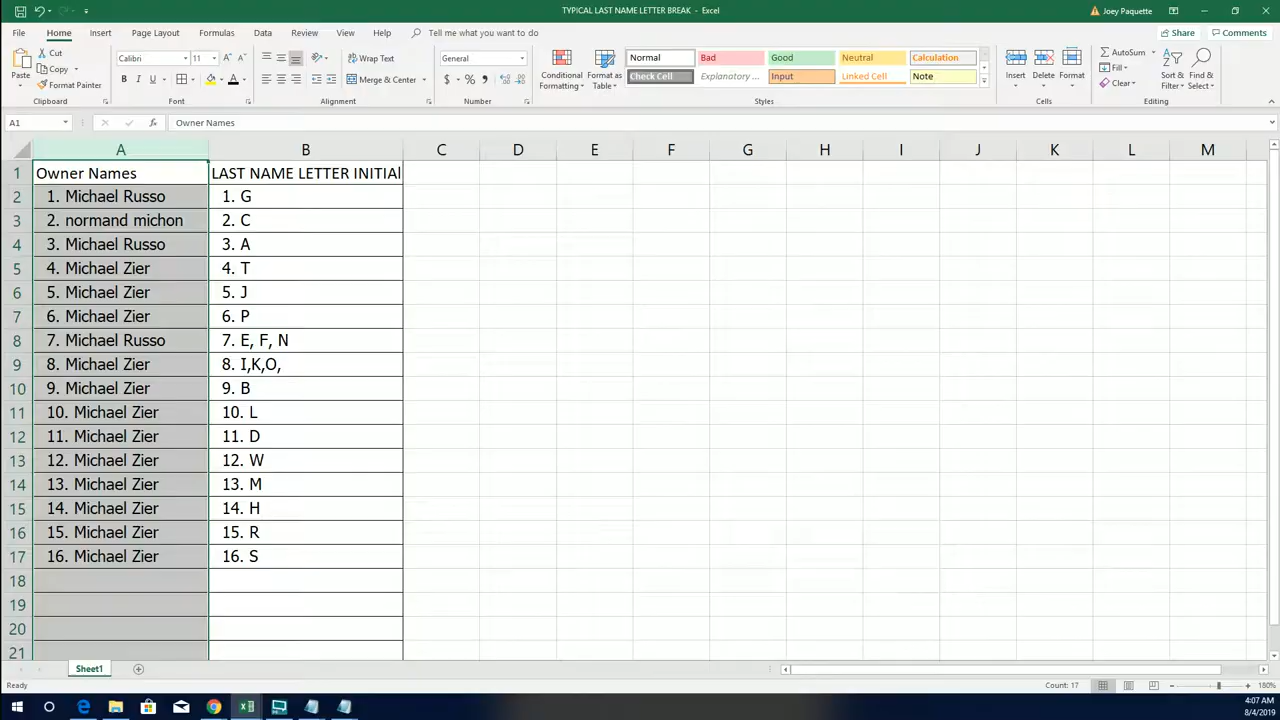 TYPICAL LAST NAME LETTER BREAK - Excel
Joey Paquette
File Home Insert Page Layout Formulas Data Review View Help Tell me what you want to do
Share Comments
Paste Cut Copy Format Painter Clipboard
Calibri 11 B I U Font
Wrap Text Merge & Center Alignment
General $ % , Number
Conditional Formatting Format as Table
Normal Bad Good Neutral Calculation
Check Cell Explanatory ... Input Linked Cell Note
Styles
Insert Delete Format Cells
AutoSum Fill Clear Sort & Filter Find & Select Editing
A1 fx Owner Names
A B C D E F G H I J K L M
1 Owner Names LAST NAME LETTER INITIAL
2 1. Michael Russo 1. G
3 2. normand michon 2. C
4 3. Michael Russo 3. A
5 4. Michael Zier 4. T
6 5. Michael Zier 5. J
7 6. Michael Zier 6. P
8 7. Michael Russo 7. E, F, N
9 8. Michael Zier 8. I,K,O,
10 9. Michael Zier 9. B
11 10. Michael Zier 10. L
12 11. Michael Zier 11. D
13 12. Michael Zier 12. W
14 13. Michael Zier 13. M
15 14. Michael Zier 14. H
16 15. Michael Zier 15. R
17 16. Michael Zier 16. S
18
19
20
21
Sheet1
Ready Count: 17 180%
4:07 AM
8/4/2019